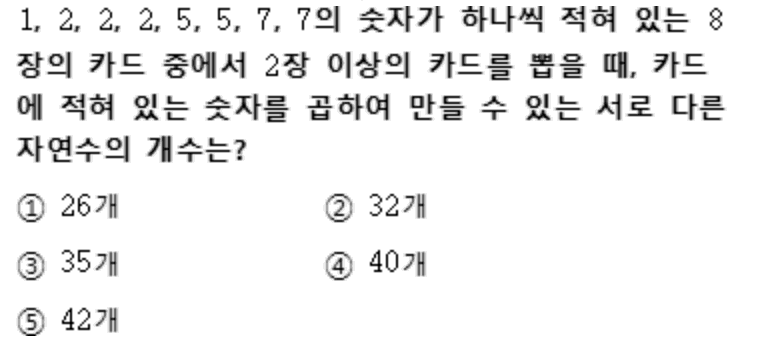 1, 2, 2, 2, 5, 5, 7, 7의 숫자가 하나씩 적혀 있는 8
장의 카드 중에서 2장 이상의 카드를 뽑을 때, 카드
에 적혀 있는 숫자를 곱하여 만들 수 있는 서로 다른
자연수의 개수는?
① 26개 ② 32개
③ 35개 ④ 40개
⑤ 42개